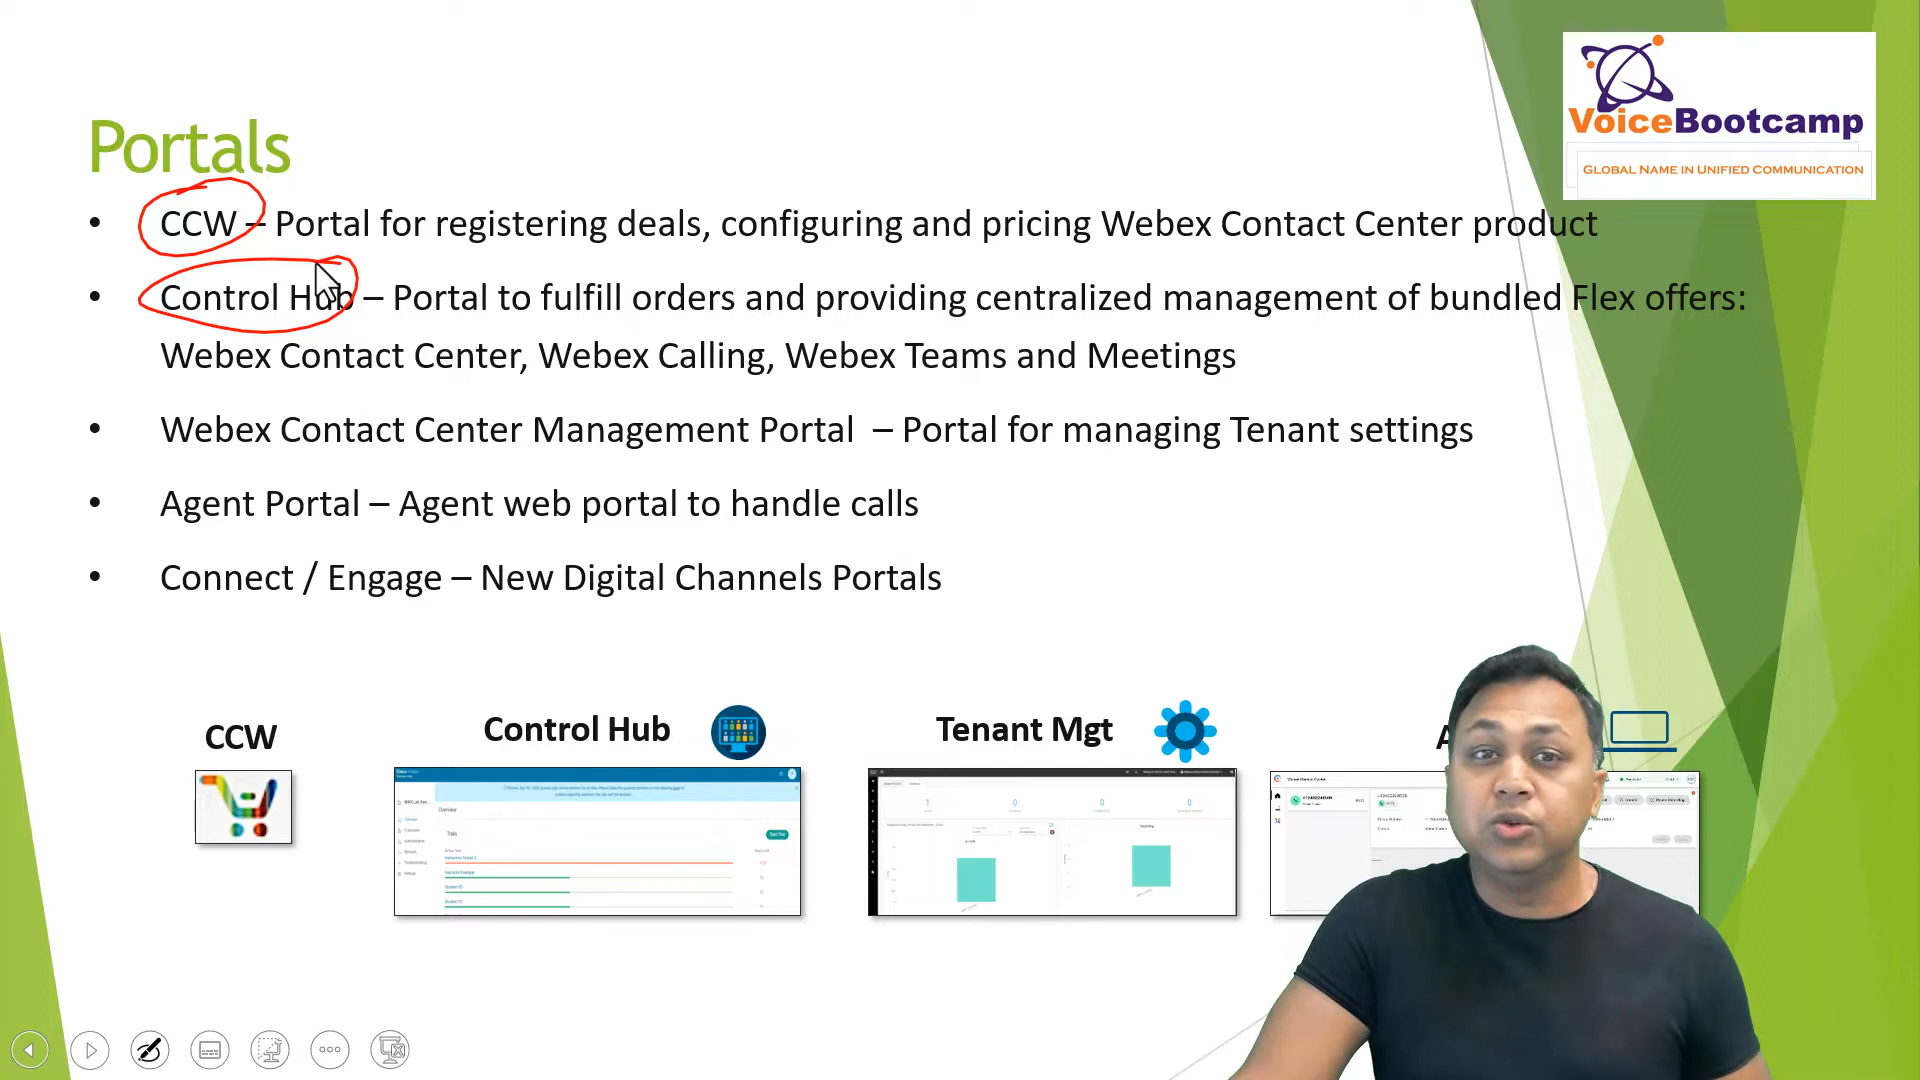 VoiceBootcamp
GLOBAL NAME IN UNIFIED COMMUNICATION
Portals
• CCW – Portal for registering deals, configuring and pricing Webex Contact Center product
• Control Hub – Portal to fulfill orders and providing centralized management of bundled Flex offers:
Webex Contact Center, Webex Calling, Webex Teams and Meetings
• Webex Contact Center Management Portal – Portal for managing Tenant settings
• Agent Portal – Agent web portal to handle calls
• Connect / Engage – New Digital Channels Portals
CCW
Control Hub
Tenant Mgt
Overview
Trials